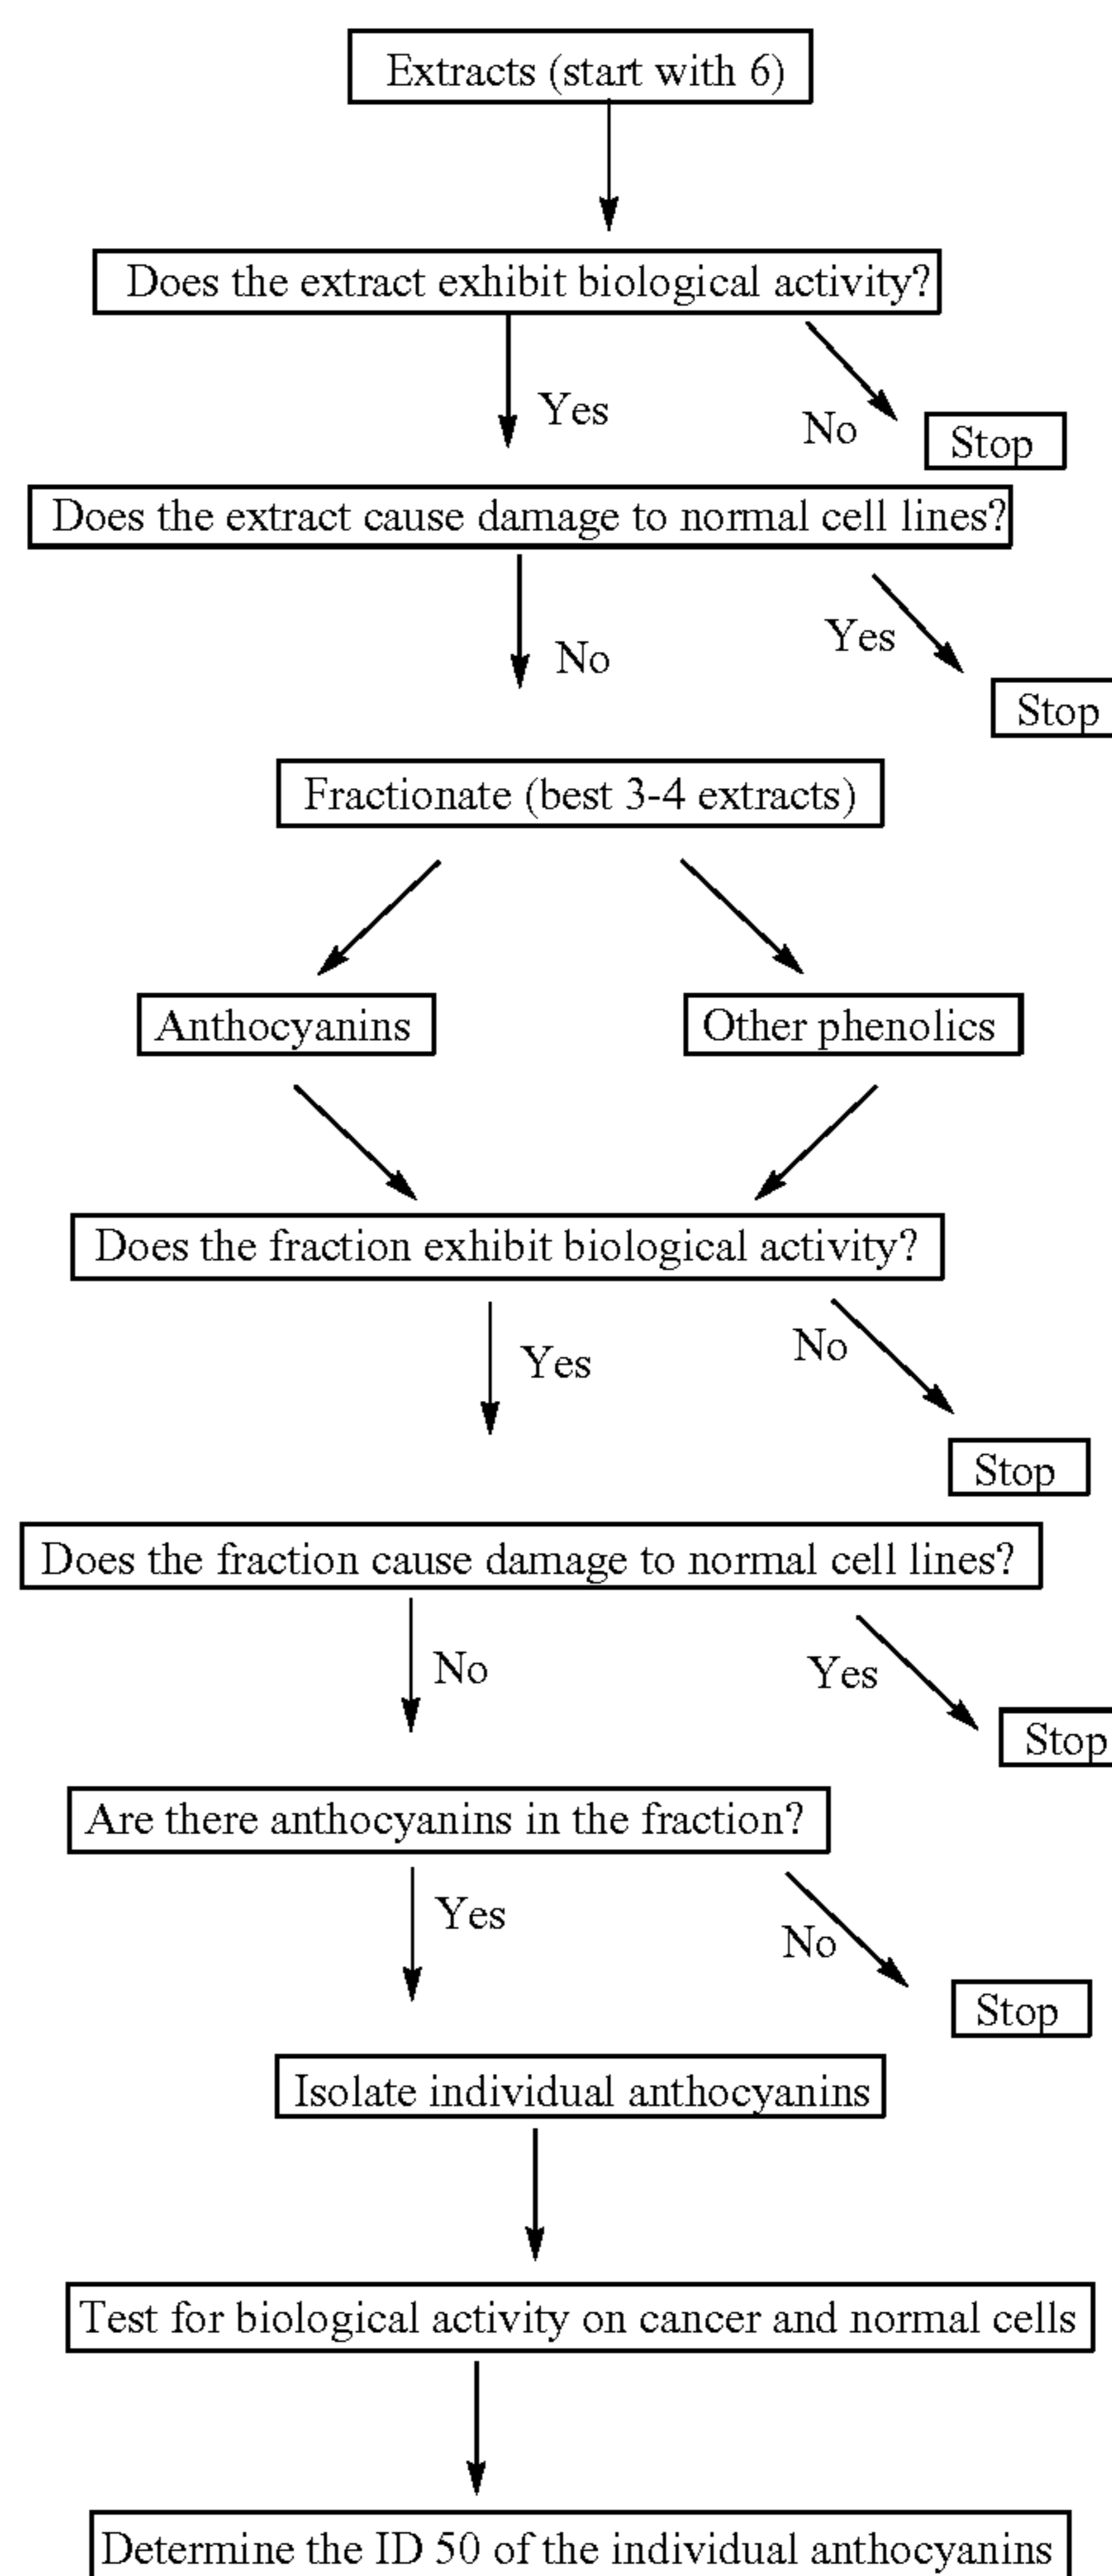 Extracts (start with 6)
Does the extract exhibit biological activity?
Yes
No
Stop
Does the extract cause damage to normal cell lines?
No
Yes
Stop
Fractionate (best 3-4 extracts)
Anthocyanins
Other phenolics
Does the fraction exhibit biological activity?
Yes
No
Stop
Does the fraction cause damage to normal cell lines?
No
Yes
Stop
Are there anthocyanins in the fraction?
Yes
No
Stop
Isolate individual anthocyanins
Test for biological activity on cancer and normal cells
Determine the ID 50 of the individual anthocyanins